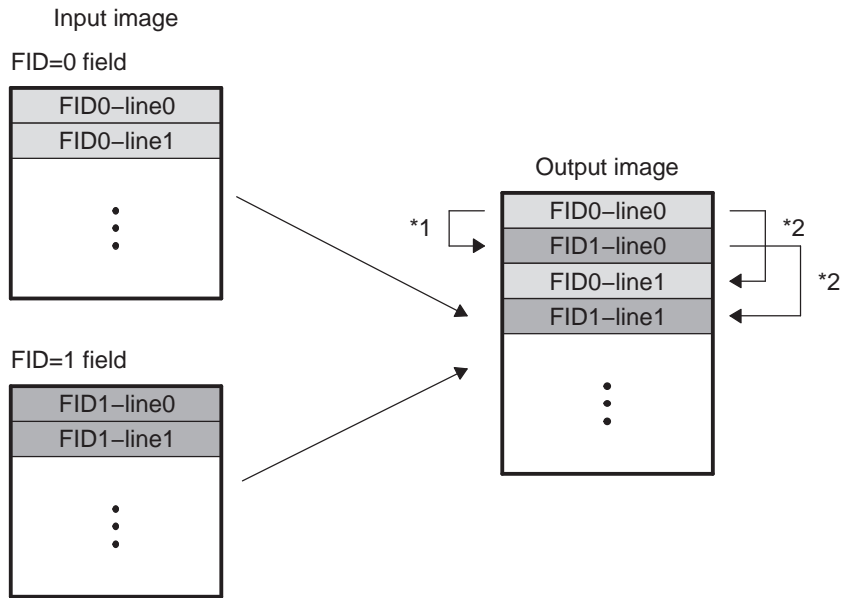 Input image
FID=0 field
FID0−line0
FID0−line1
FID=1 field
FID1−line0
FID1−line1
Output image
FID0−line0
FID1−line0
FID0−line1
FID1−line1
*1
*2
*2